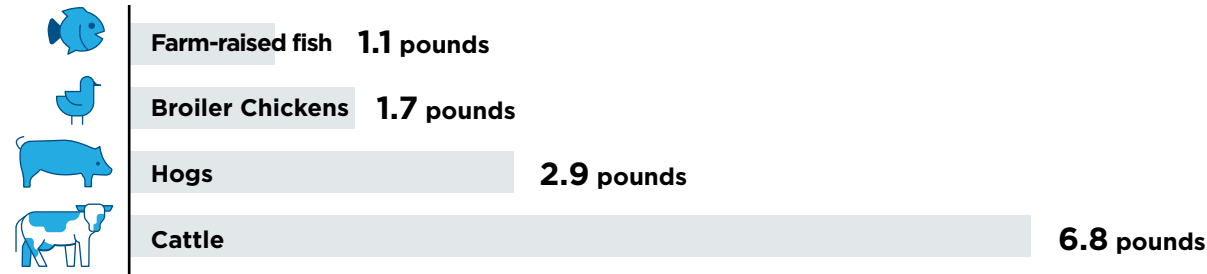 Farm-raised fish 1.1 pounds
Broiler Chickens 1.7 pounds
Hogs 2.9 pounds
Cattle 6.8 pounds